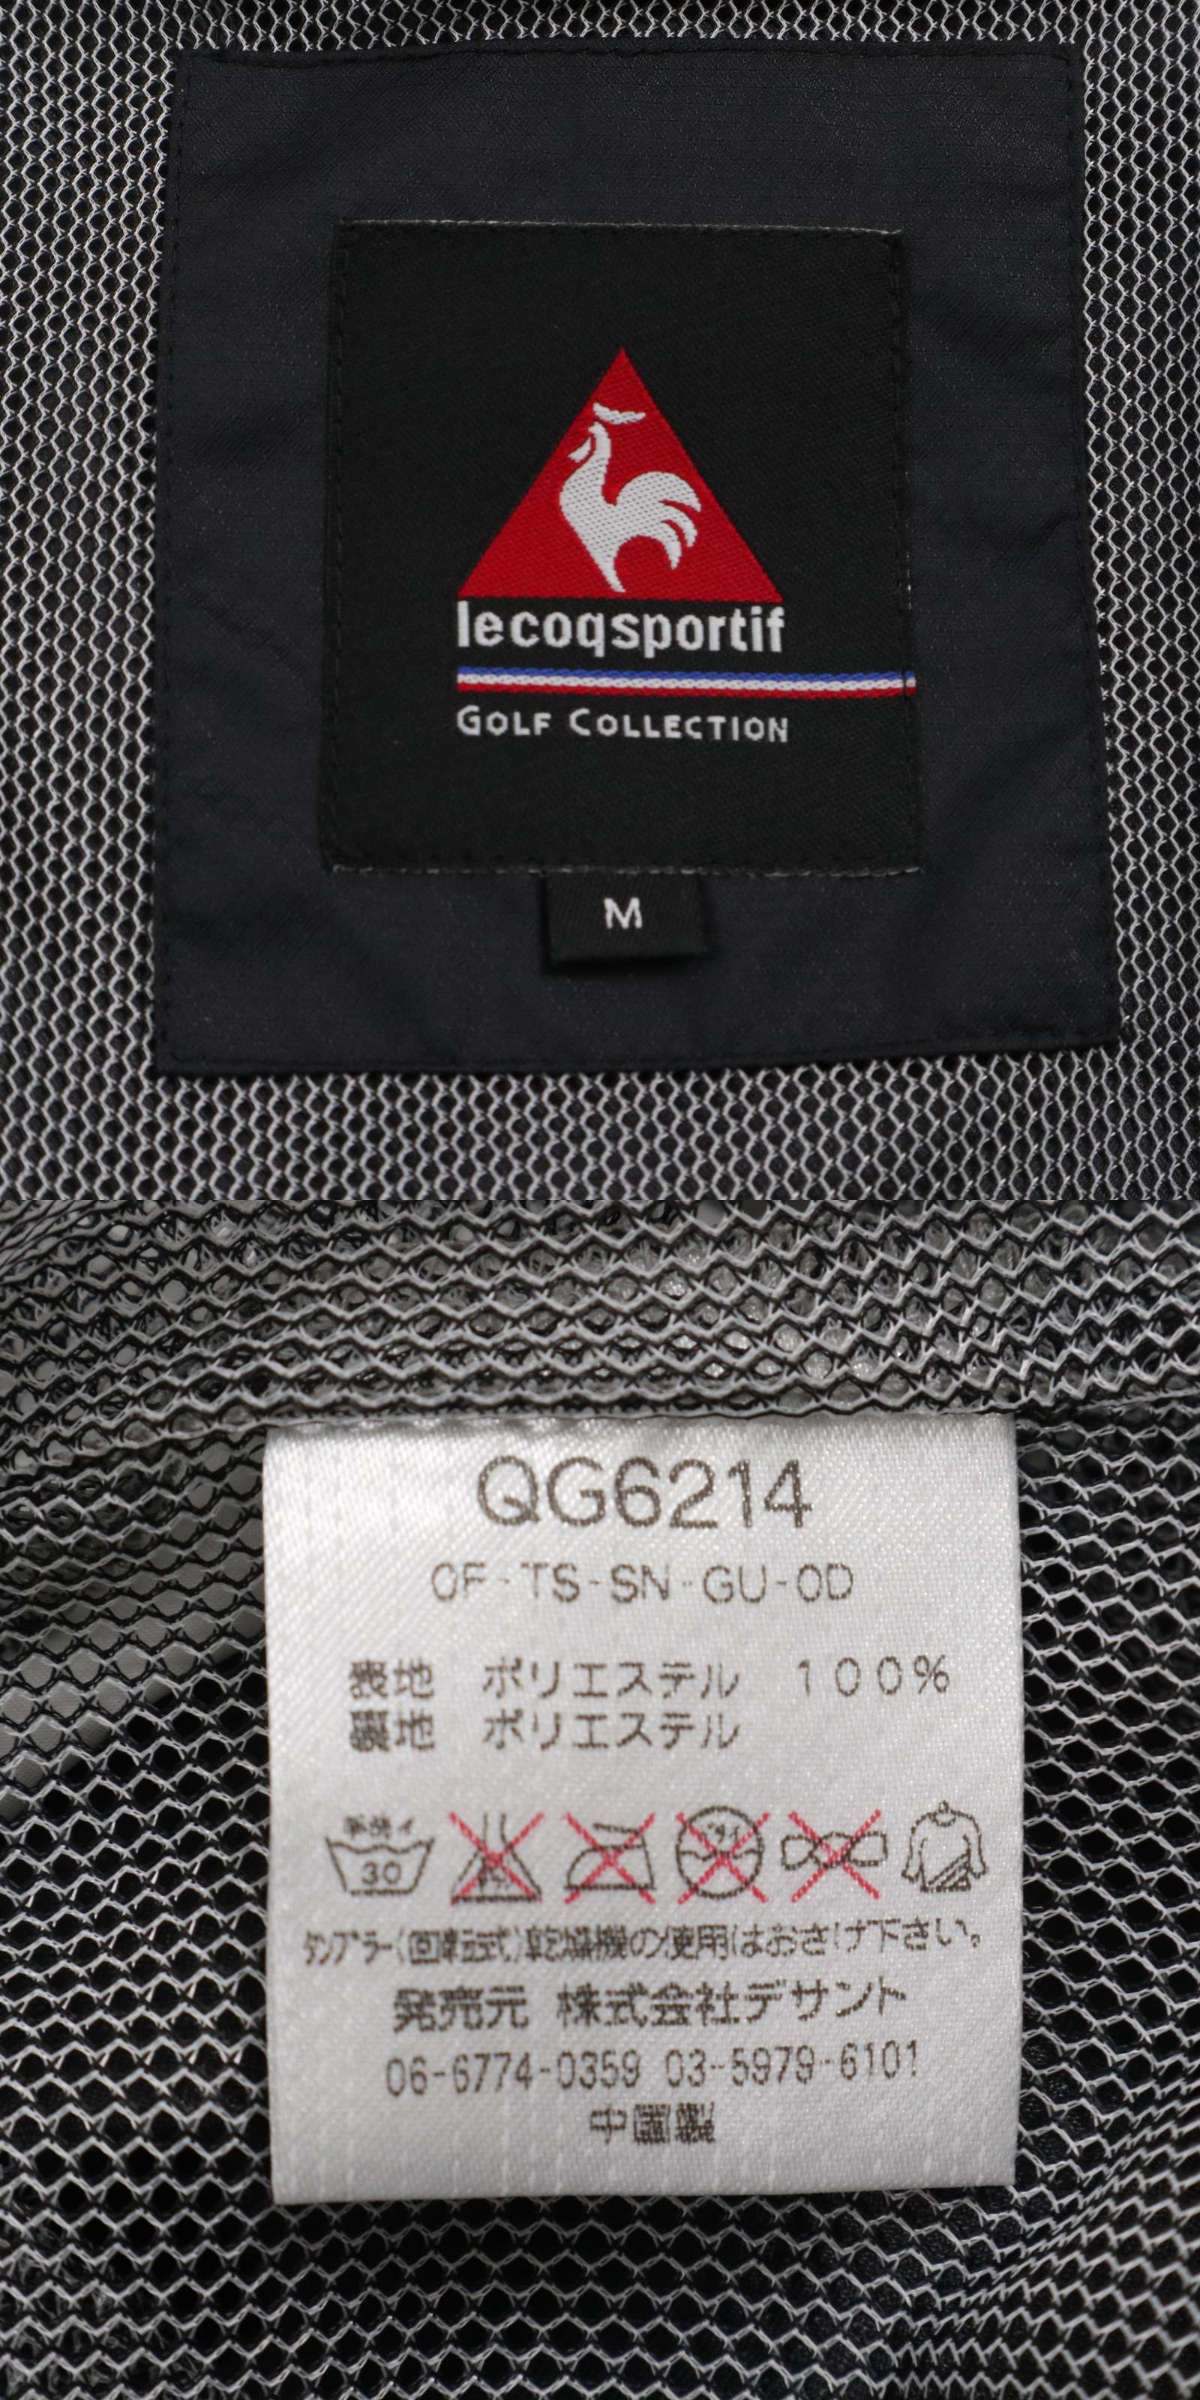 lecoqsportif
GOLF COLLECTION
M
QG6214
OF-TS-SN-GU-OD
表地 ポリエステル 100%
裏地 ポリエステル
手洗イ
30
タンブラー(回転式)乾燥機の使用はおさけ下さい。
発売元 株式会社デサント
06-6774-0359 03-5979-6101
中国製